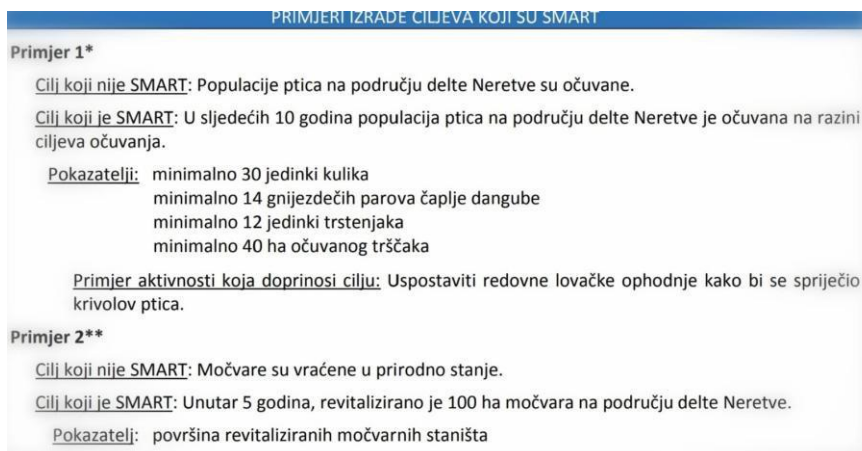 PRIMJERI IZRADE CILJEVA KOJI SU SMART
Primjer 1*
Cilj koji nije SMART: Populacije ptica na području delte Neretve su očuvane.
Cilj koji je SMART: U sljedećih 10 godina populacija ptica na području delte Neretve je očuvana na razini
ciljeva očuvanja.
Pokazatelji: minimalno 30 jedinki kulika
minimalno 14 gnijezdečih parova čaplje dangube
minimalno 12 jedinki trstenjaka
minimalno 40 ha očuvanog trščaka
Primjer aktivnosti koja doprinosi cilju: Uspostaviti redovne lovačke ophodnje kako bi se spriječio
krivolov ptica.
Primjer 2**
Cilj koji nije SMART: Močvare su vraćene u prirodno stanje.
Cilj koji je SMART: Unutar 5 godina, revitalizirano je 100 ha močvara na području delte Neretve.
Pokazatelj: površina revitaliziranih močvarnih staništa